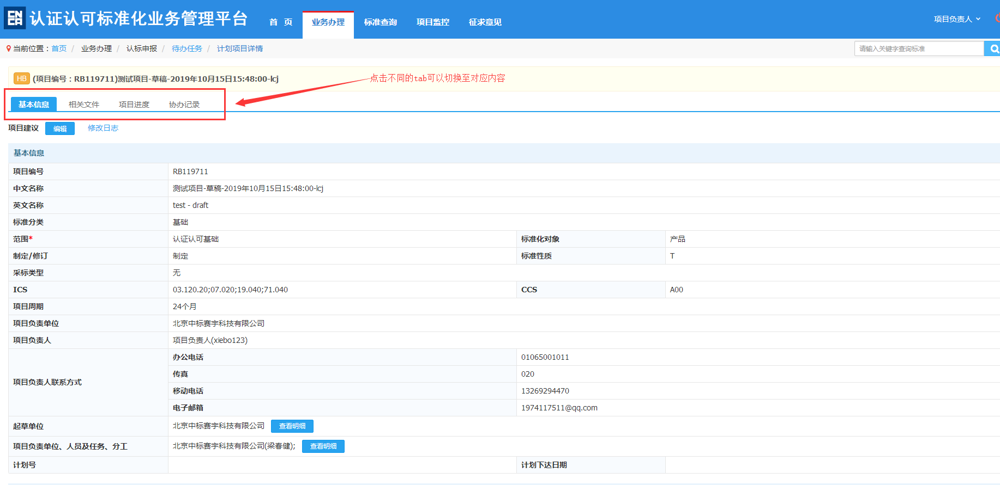 认证认可标准化业务管理平台
首 页
业务办理
标准查询
项目监控
征求意见
项目负责人
当前位置：首页 / 业务办理 / 认标申报 / 待办任务 / 计划项目详情
请输入关键字查询标准
HB (项目编号：RB119711)测试项目-草稿-2019年10月15日15:48:00-lcj
点击不同的tab可以切换至对应内容
基本信息 相关文件 项目进度 协办记录
项目建议 编辑 修改日志
基本信息
项目编号 RB119711
中文名称 测试项目-草稿-2019年10月15日15:48:00-lcj
英文名称 test - draft
标准分类 基础
范围* 认证认可基础 标准化对象 产品
制定/修订 制定 标准性质 T
采标类型 无
ICS 03.120.20;07.020;19.040;71.040 CCS A00
项目周期 24个月
项目负责单位 北京中标赛宇科技有限公司
项目负责人 项目负责人(xiebo123)
项目负责人联系方式
办公电话 01065001011
传真 020
移动电话 13269294470
电子邮箱 1974117511@qq.com
起草单位 北京中标赛宇科技有限公司 查看明细
项目负责单位、人员及任务、分工 北京中标赛宇科技有限公司(梁春健); 查看明细
计划号 计划下达日期